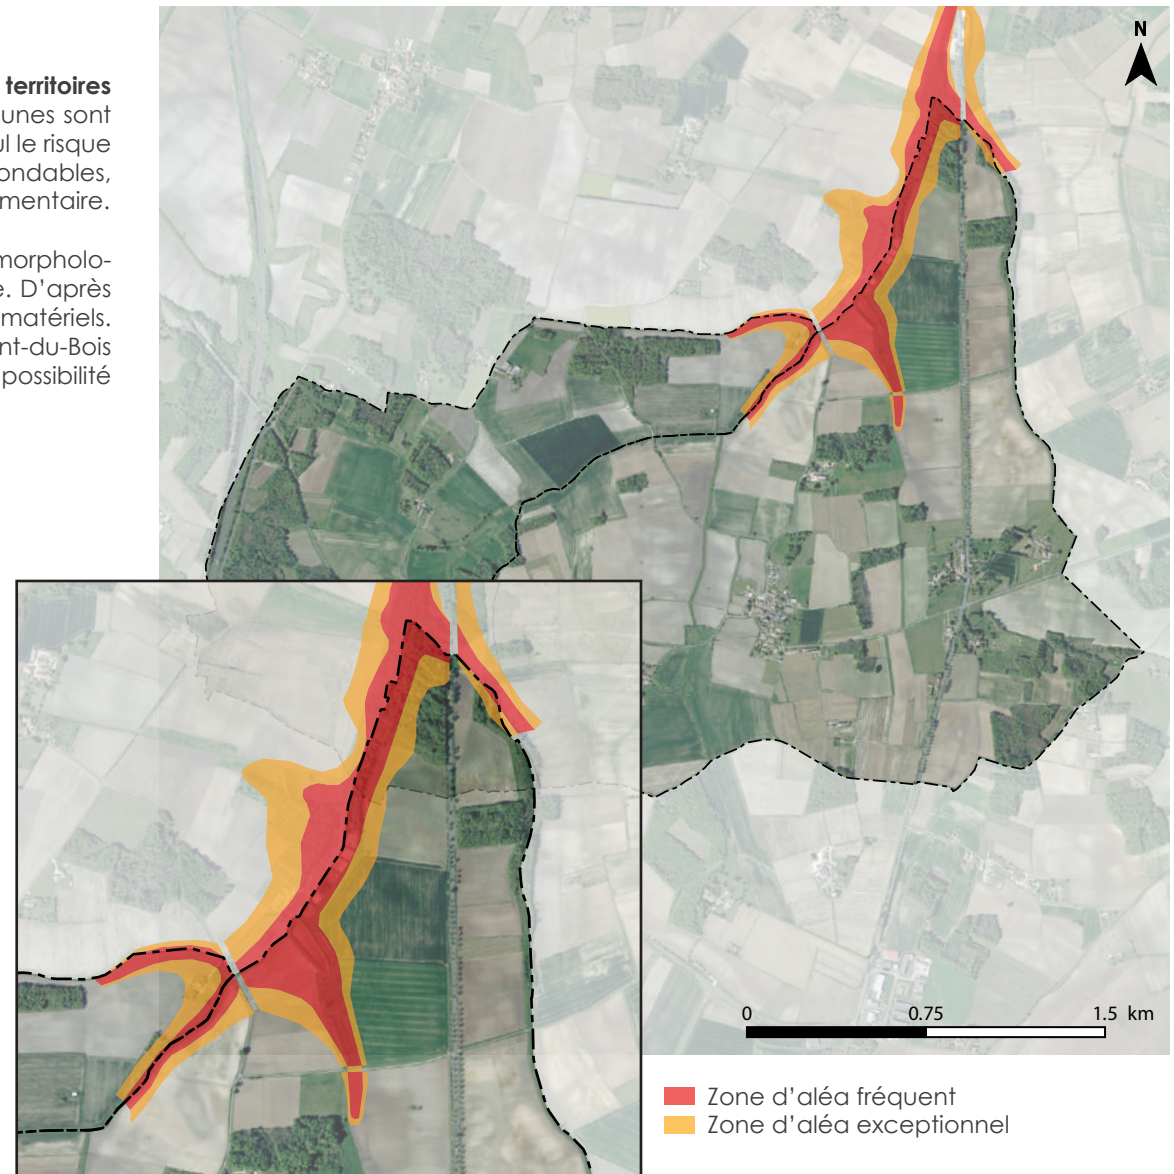 territoires
unes sont
ul le risque
ondables,
mentaire.
morpholo-
e. D'après
matériels.
nt-du-Bois
possibilité
N
0 0.75 1.5 km
Zone d'aléa fréquent
Zone d'aléa exceptionnel